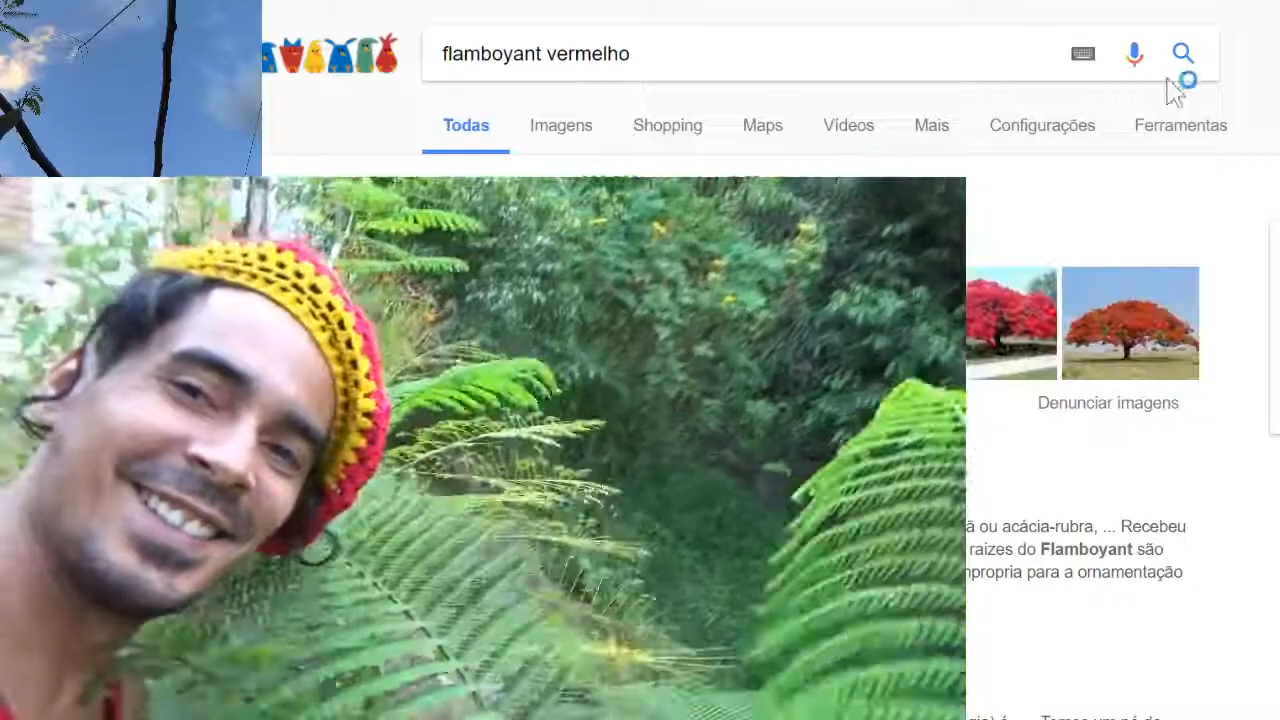 flamboyant vermelho
Todas Imagens Shopping Maps Vídeos Mais Configurações Ferramentas
Denunciar imagens
ã ou acácia-rubra, ... Recebeu
raizes do Flamboyant são
npropria para a ornamentação